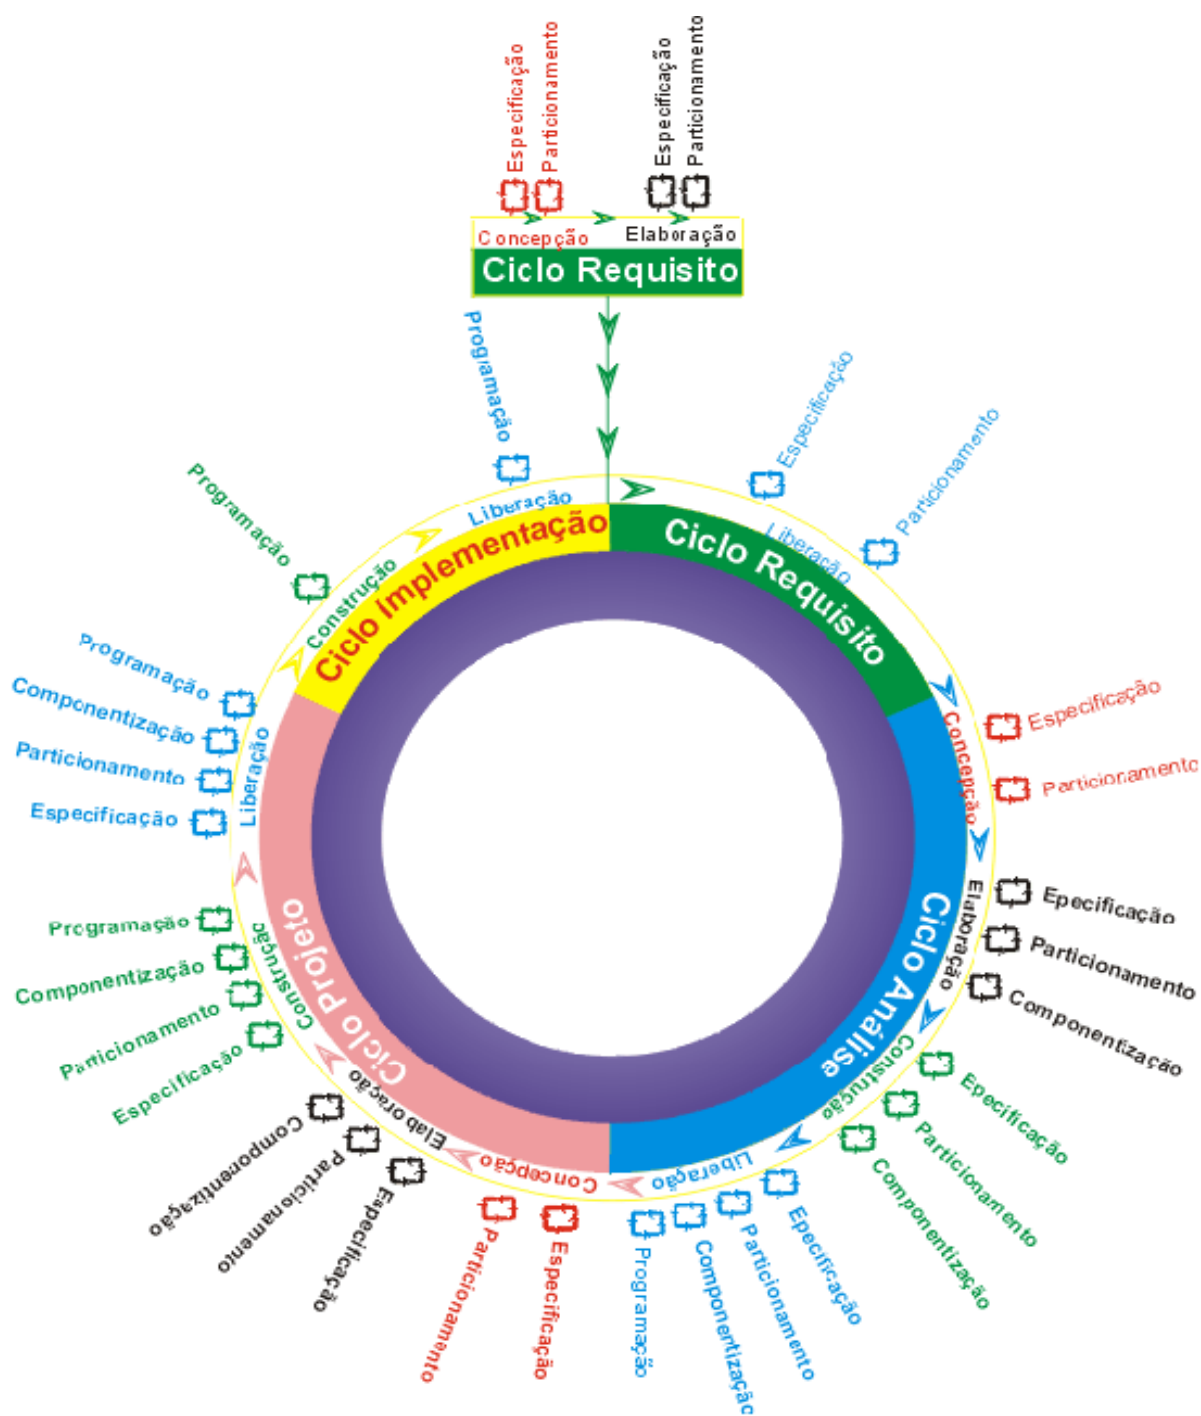 Especificação
Particionamento
Especificação
Particionamento
Concepção
Elaboração
Ciclo Requisito
Ciclo Requisito
Liberação
Especificação
Particionamento
Ciclo Análise
Concepção
Especificação
Particionamento
Elaboração
Epecificação
Particionamento
Componentização
Construção
Epecificação
Particionamento
Componentização
Liberação
Epecificação
Particionamento
Componentização
Programação
Ciclo Projeto
Concepção
Especificação
Particionamento
Elaboração
Especificação
Particionamento
Componentização
Construção
Especificação
Particionamento
Componentização
Programação
Liberação
Especificação
Particionamento
Componentização
Programação
Ciclo Implementação
Construção
Programação
Liberação
Programação